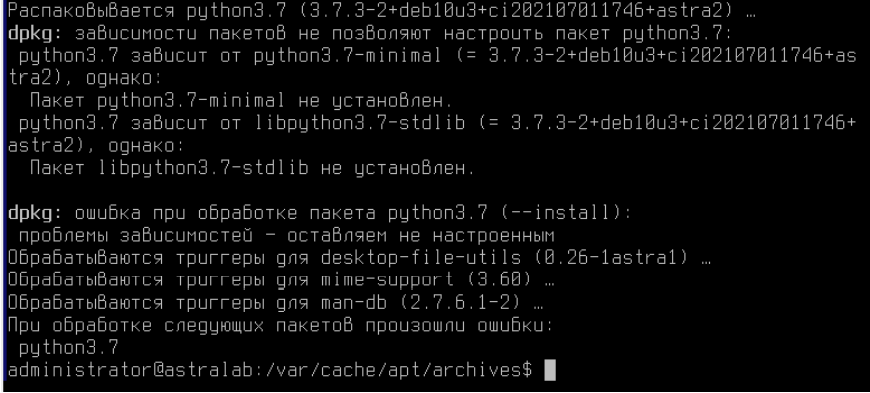 Распаковывается python3.7 (3.7.3-2+deb10u3+ci202107011746+astra2) …
dpkg: зависимости пакетов не позволяют настроить пакет python3.7:
 python3.7 зависит от python3.7-minimal (= 3.7.3-2+deb10u3+ci202107011746+as
tra2), однако:
  Пакет python3.7-minimal не установлен.
 python3.7 зависит от libpython3.7-stdlib (= 3.7.3-2+deb10u3+ci202107011746+
astra2), однако:
  Пакет libpython3.7-stdlib не установлен.

dpkg: ошибка при обработке пакета python3.7 (--install):
 проблемы зависимостей — оставляем не настроенным
Обрабатываются триггеры для desktop-file-utils (0.26-1astra1) …
Обрабатываются триггеры для mime-support (3.60) …
Обрабатываются триггеры для man-db (2.7.6.1-2) …
При обработке следующих пакетов произошли ошибки:
 python3.7
administrator@astralab:/var/cache/apt/archives$